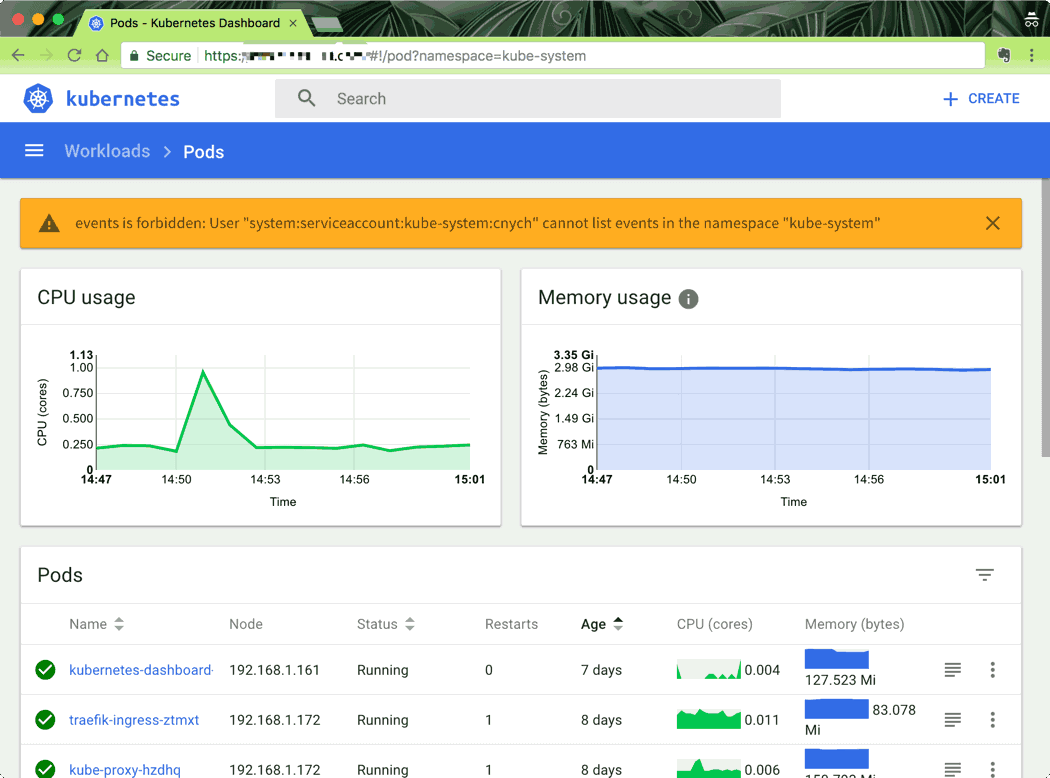 Pods - Kubernetes Dashboard
Secure https: #!/pod?namespace=kube-system
kubernetes
Search
CREATE
Workloads > Pods
events is forbidden: User "system:serviceaccount:kube-system:cnych" cannot list events in the namespace "kube-system"
CPU usage
CPU (cores)
1.13
1.00
0.750
0.500
0.250
0
14:47 14:50 14:53 14:56 15:01
Time
Memory usage
Memory (bytes)
3.35 Gi
2.98 Gi
2.24 Gi
1.49 Gi
763 Mi
0
14:47 14:50 14:53 14:56 15:01
Time
Pods
Name Node Status Restarts Age CPU (cores) Memory (bytes)
kubernetes-dashboard- 192.168.1.161 Running 0 7 days 0.004 127.523 Mi
traefik-ingress-ztmxt 192.168.1.172 Running 1 8 days 0.011 83.078
Mi
kube-proxy-hzdhq 192.168.1.172 Running 1 8 days 0.006